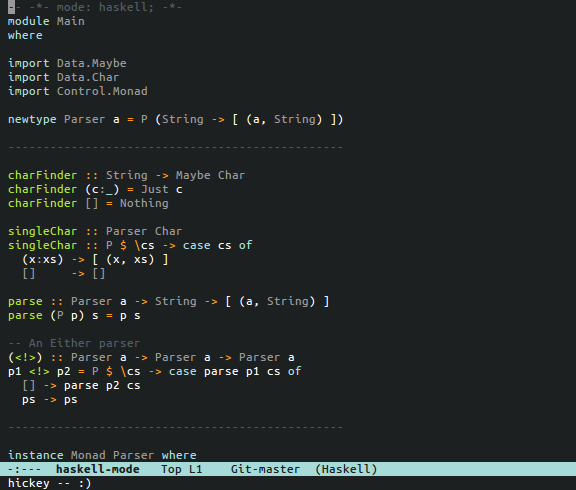 -- -*- mode: haskell; -*-
module Main
where

import Data.Maybe
import Data.Char
import Control.Monad

newtype Parser a = P (String -> [ (a, String) ])

------------------------------------------------

charFinder :: String -> Maybe Char
charFinder (c:_) = Just c
charFinder [] = Nothing

singleChar :: Parser Char
singleChar :: P $ \cs -> case cs of
  (x:xs) -> [ (x, xs) ]
  []     -> []

parse :: Parser a -> String -> [ (a, String) ]
parse (P p) s = p s

-- An Either parser
(<!>) :: Parser a -> Parser a -> Parser a
p1 <!> p2 = P $ \cs -> case parse p1 cs of
  [] -> parse p2 cs
  ps -> ps

------------------------------------------------

instance Monad Parser where
-:---  haskell-mode   Top L1    Git-master  (Haskell)
hickey -- :)